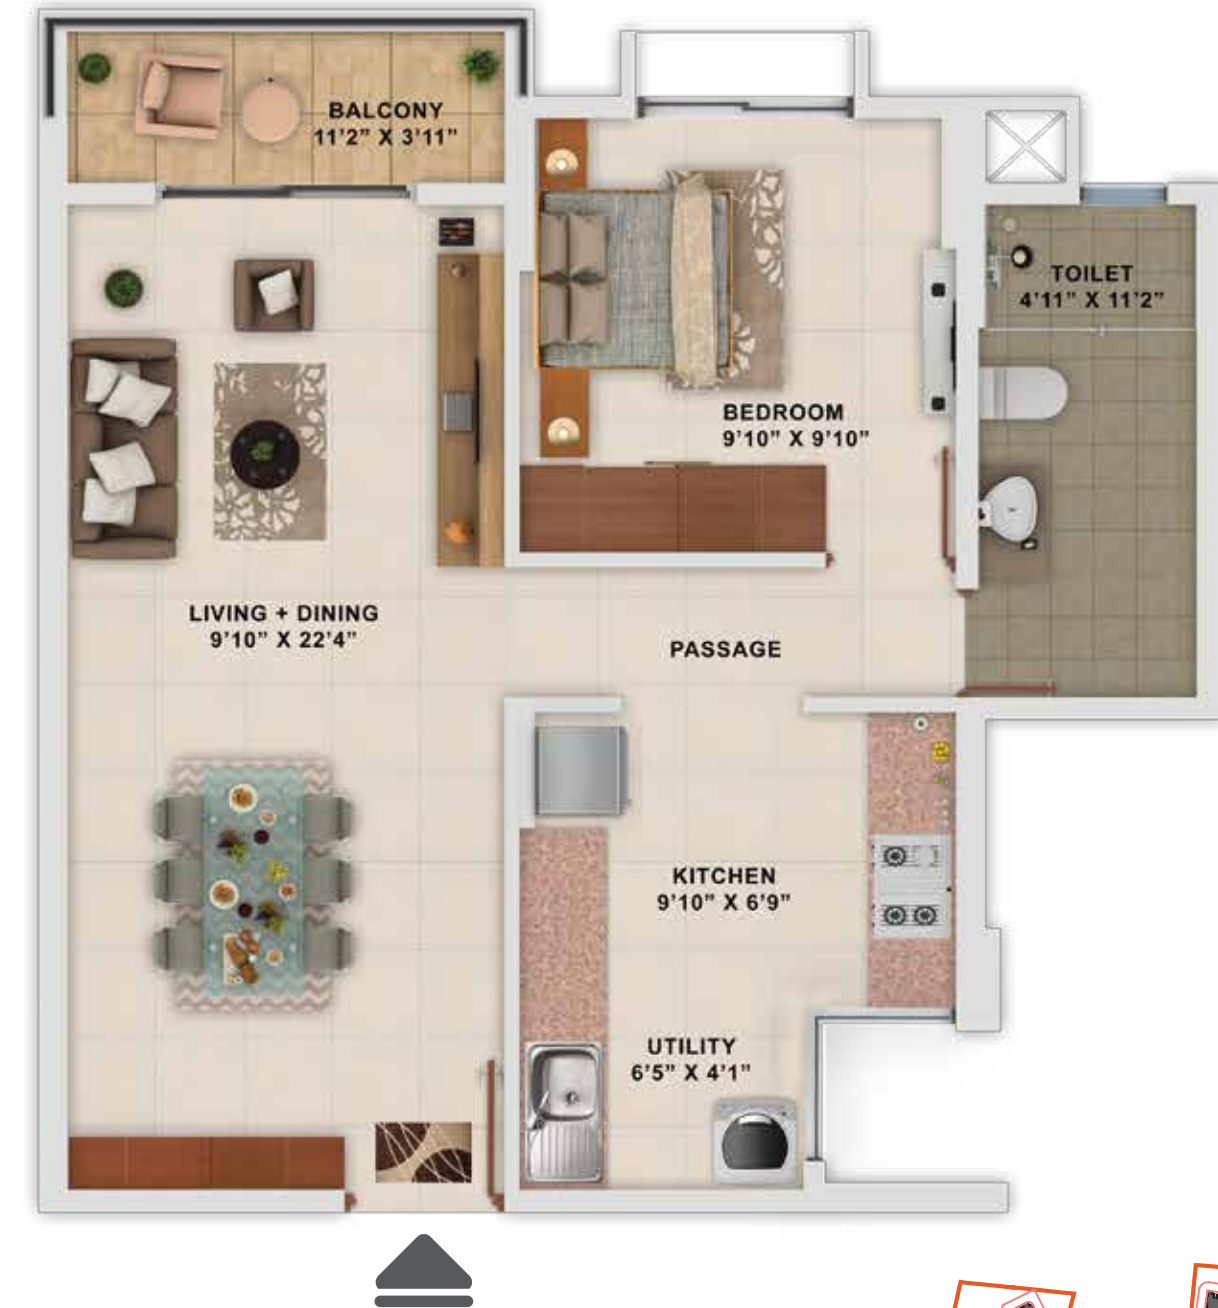 BALCONY
11'2” X 3'11”
TOILET
4'11” X 11'2”
BEDROOM
9'10” X 9'10”
LIVING + DINING
9'10” X 22'4”
PASSAGE
KITCHEN
9'10” X 6'9”
UTILITY
6'5” X 4'1”